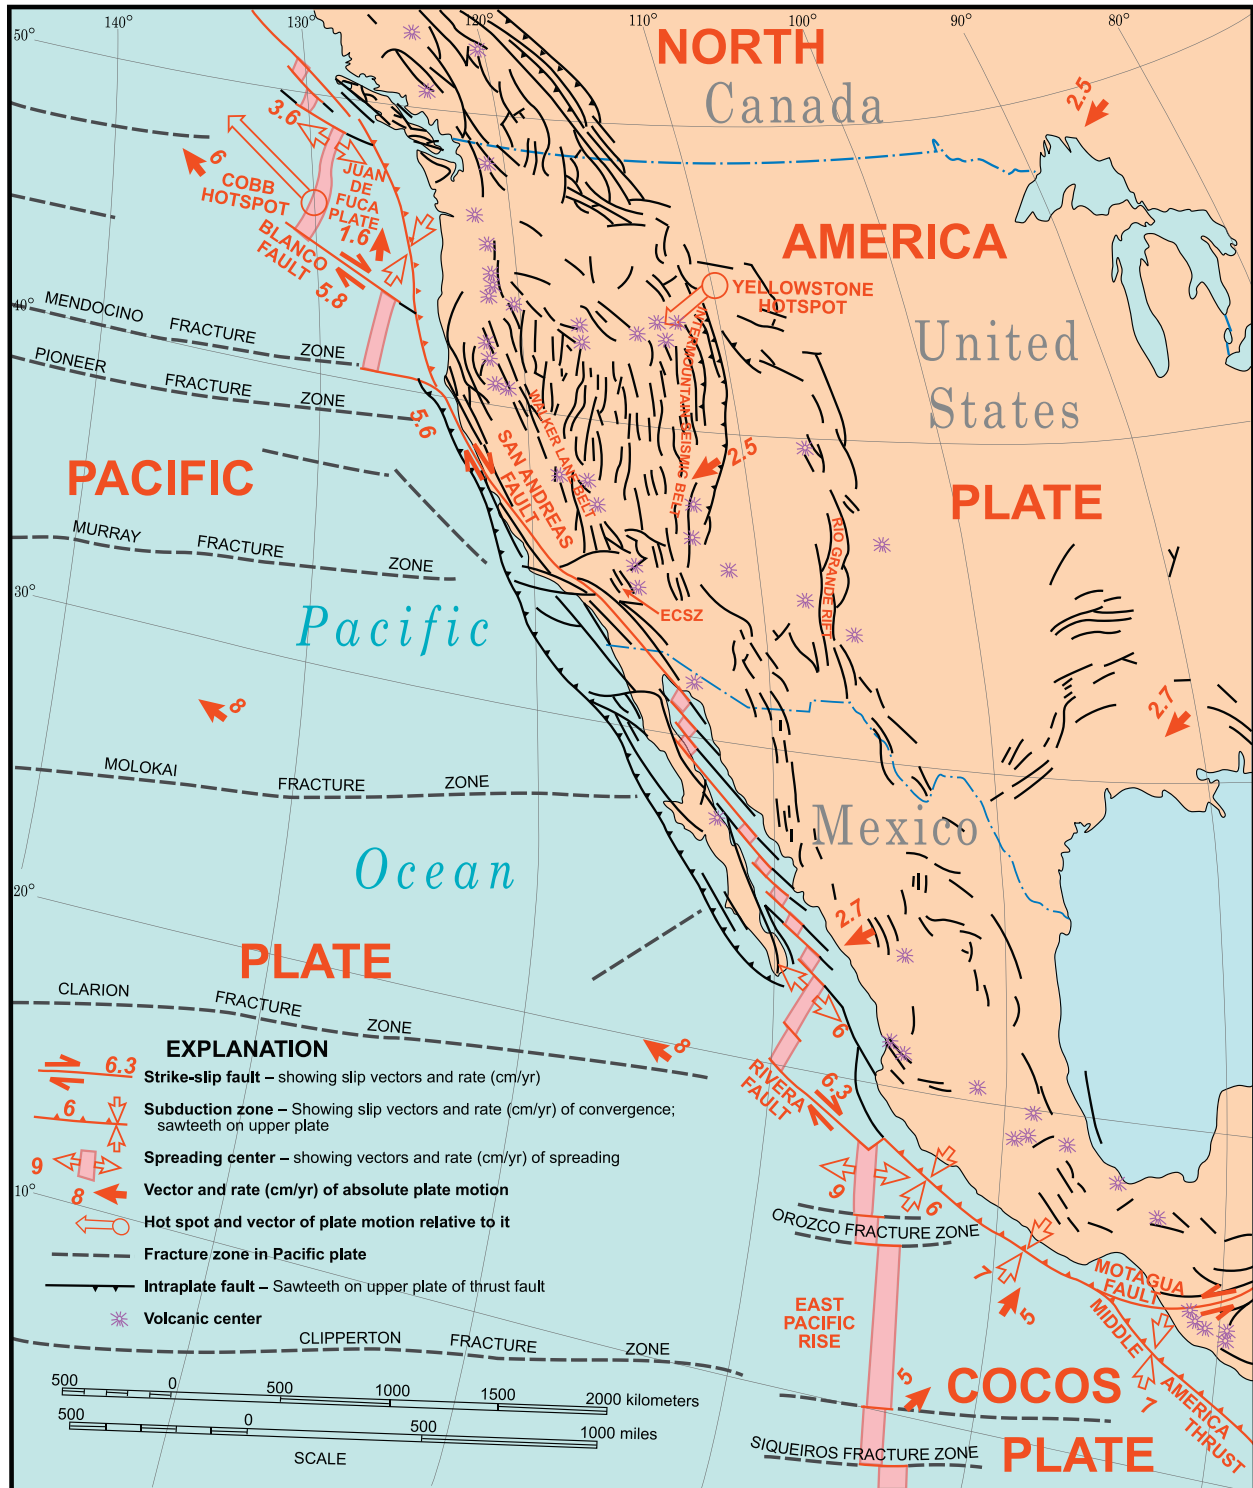 140°
130°
120°
110°
100°
90°
80°
50°
NORTH
Canada
2.5
3.6
6
COBB
HOTSPOT
JUAN
DE
FUCA
PLATE
1.6
BLANCO
FAULT
5.8
AMERICA
YELLOWSTONE
HOTSPOT
40°
MENDOCINO FRACTURE ZONE
PIONEER FRACTURE ZONE
United
States
INTERMOUNTAIN SEISMIC BELT
WALKER LANE BELT
5.6
SAN ANDREAS
FAULT
2.5
PACIFIC
PLATE
MURRAY FRACTURE ZONE
RIO GRANDE RIFT
30°
ECSZ
Pacific
8
2.7
MOLOKAI FRACTURE ZONE
Mexico
Ocean
20°
2.7
PLATE
CLARION FRACTURE ZONE
6
8
EXPLANATION
6.3
Strike-slip fault – showing slip vectors and rate (cm/yr)
6
Subduction zone – Showing slip vectors and rate (cm/yr) of convergence;
sawteeth on upper plate
9
Spreading center – showing vectors and rate (cm/yr) of spreading
8
Vector and rate (cm/yr) of absolute plate motion
Hot spot and vector of plate motion relative to it
Fracture zone in Pacific plate
Intraplate fault – Sawteeth on upper plate of thrust fault
Volcanic center
10°
RIVERA
FAULT
6.3
9
6
OROZCO FRACTURE ZONE
7
5
MOTAGUA
FAULT
EAST
PACIFIC
RISE
MIDDLE AMERICA
THRUST
7
CLIPPERTON FRACTURE ZONE
5
COCOS
PLATE
SIQUEIROS FRACTURE ZONE
500 0 500 1000 1500 2000 kilometers
500 0 500 1000 miles
SCALE